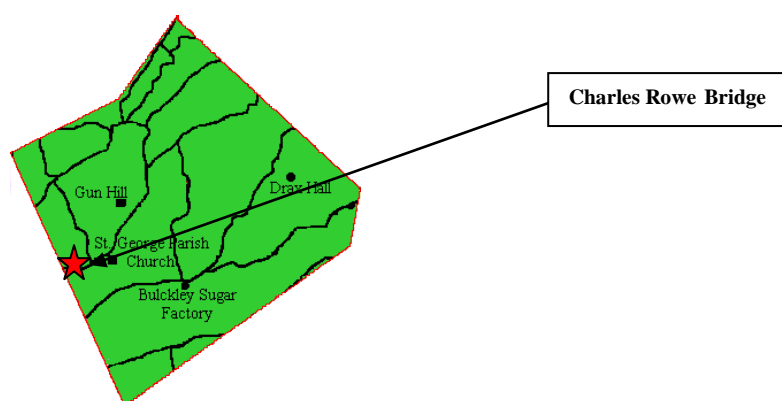 Charles Rowe Bridge
Drax Hall
Gun Hill
St. George Parish
Church
Bulckley Sugar
Factory